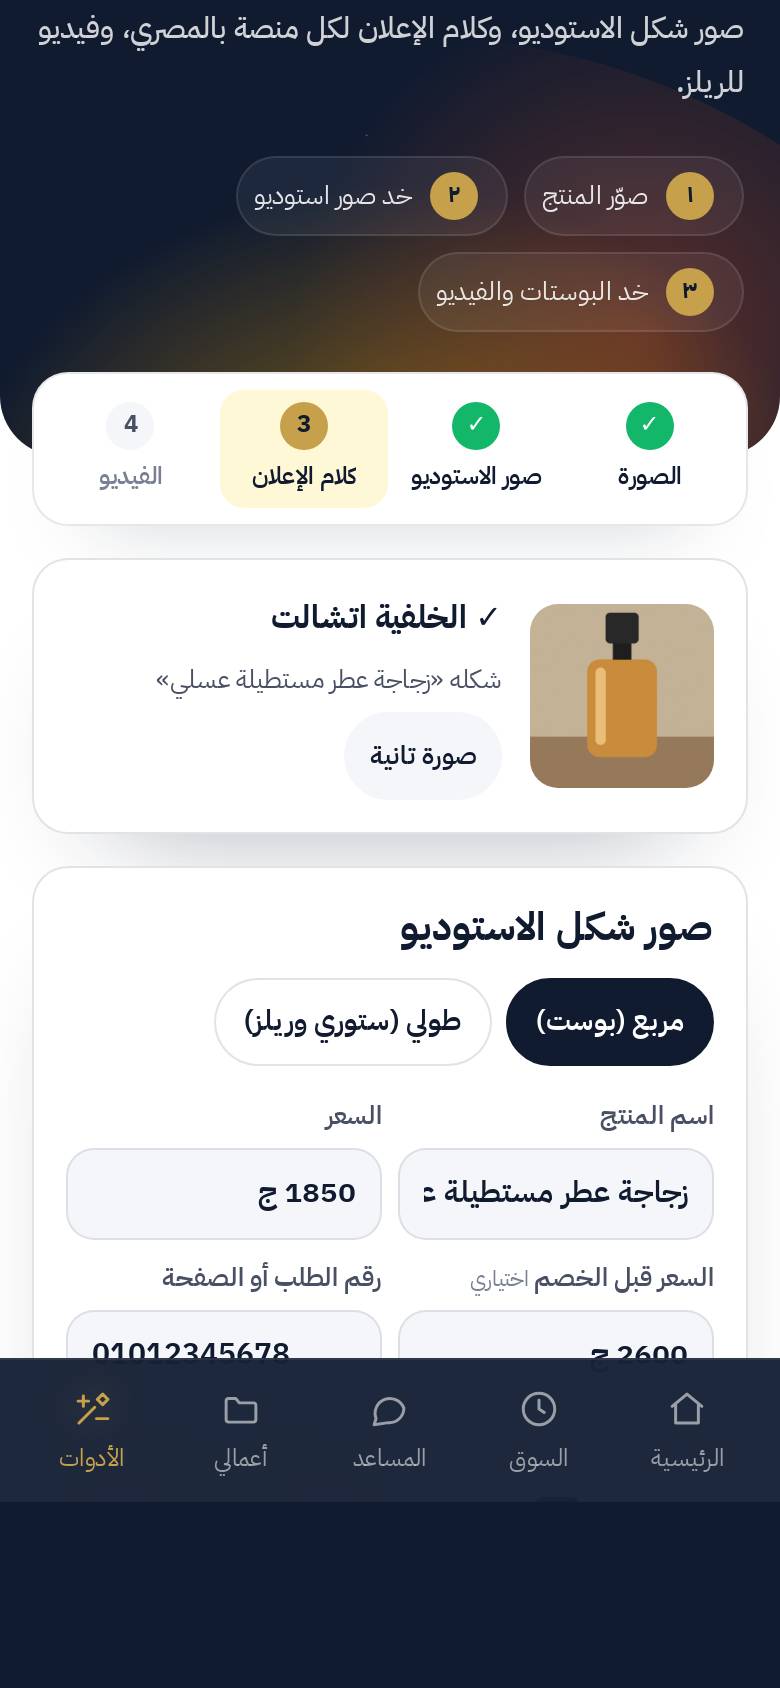 صور شكل الاستوديو، وكلام الإعلان لكل منصة بالمصري، وفيديو
للريلز.
١ صوّر المنتج
٢ خد صور استوديو
٣ خد البوستات والفيديو
✓ الصورة
✓ صور الاستوديو
3 كلام الإعلان
4 الفيديو
✓ الخلفية اتشالت
شكله «زجاجة عطر مستطيلة عسلي»
صورة تانية
صور شكل الاستوديو
مربع (بوست)
طولي (ستوري وريلز)
اسم المنتج
السعر
زجاجة عطر مستطيلة ع
1850 ج
السعر قبل الخصم اختياري
رقم الطلب أو الصفحة
2600 ج
01012345678
الرئيسية
السوق
المساعد
أعمالي
الأدوات